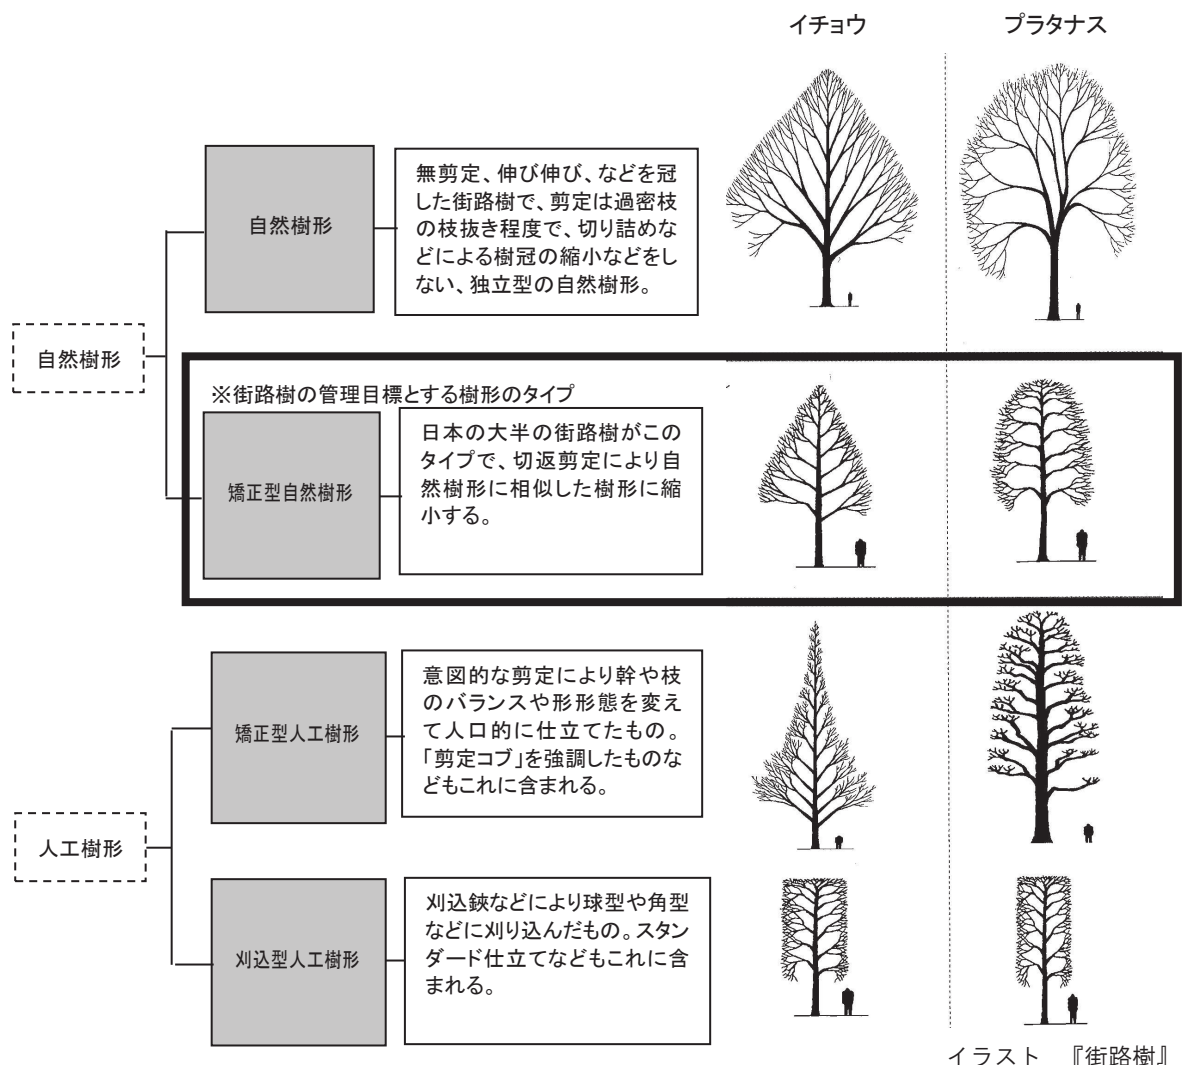 イチョウ
プラタナス
自然樹形
無剪定、伸び伸び、などを冠
した街路樹で、剪定は過密枝
の枝抜き程度で、切り詰めな
どによる樹冠の縮小などをし
ない、独立型の自然樹形。
自然樹形
※街路樹の管理目標とする樹形のタイプ
矯正型自然樹形
日本の大半の街路樹がこの
タイプで、切返剪定により自
然樹形に相似した樹形に縮
小する。
矯正型人工樹形
意図的な剪定により幹や枝
のバランスや形形態を変え
て人口的に仕立てたもの。
「剪定コブ」を強調したものな
どもこれに含まれる。
人工樹形
刈込型人工樹形
刈込鋏などにより球型や角型
などに刈り込んだもの。スタン
ダード仕立てなどもこれに含
まれる。
イラスト　『街路樹』